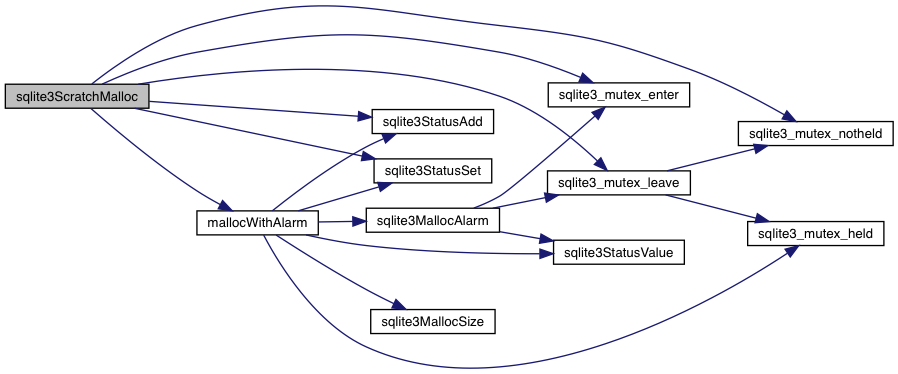 sqlite3ScratchMalloc
sqlite3_mutex_enter
sqlite3StatusAdd
sqlite3_mutex_notheld
sqlite3StatusSet
sqlite3_mutex_leave
mallocWithAlarm
sqlite3MallocAlarm
sqlite3_mutex_held
sqlite3StatusValue
sqlite3MallocSize